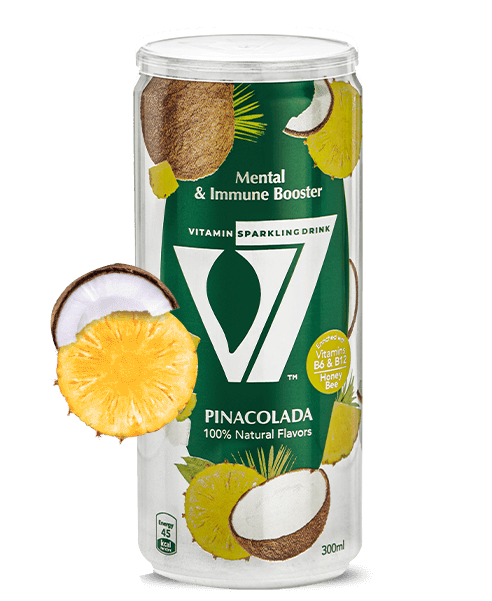 Mental
& Immune Booster
VITAMIN SPARKLING DRINK
V7
TM
Enriched with
Vitamins
B6 & B12
Honey
Bee
PINACOLADA
100% Natural Flavors
Energy
45
kcal
300ml